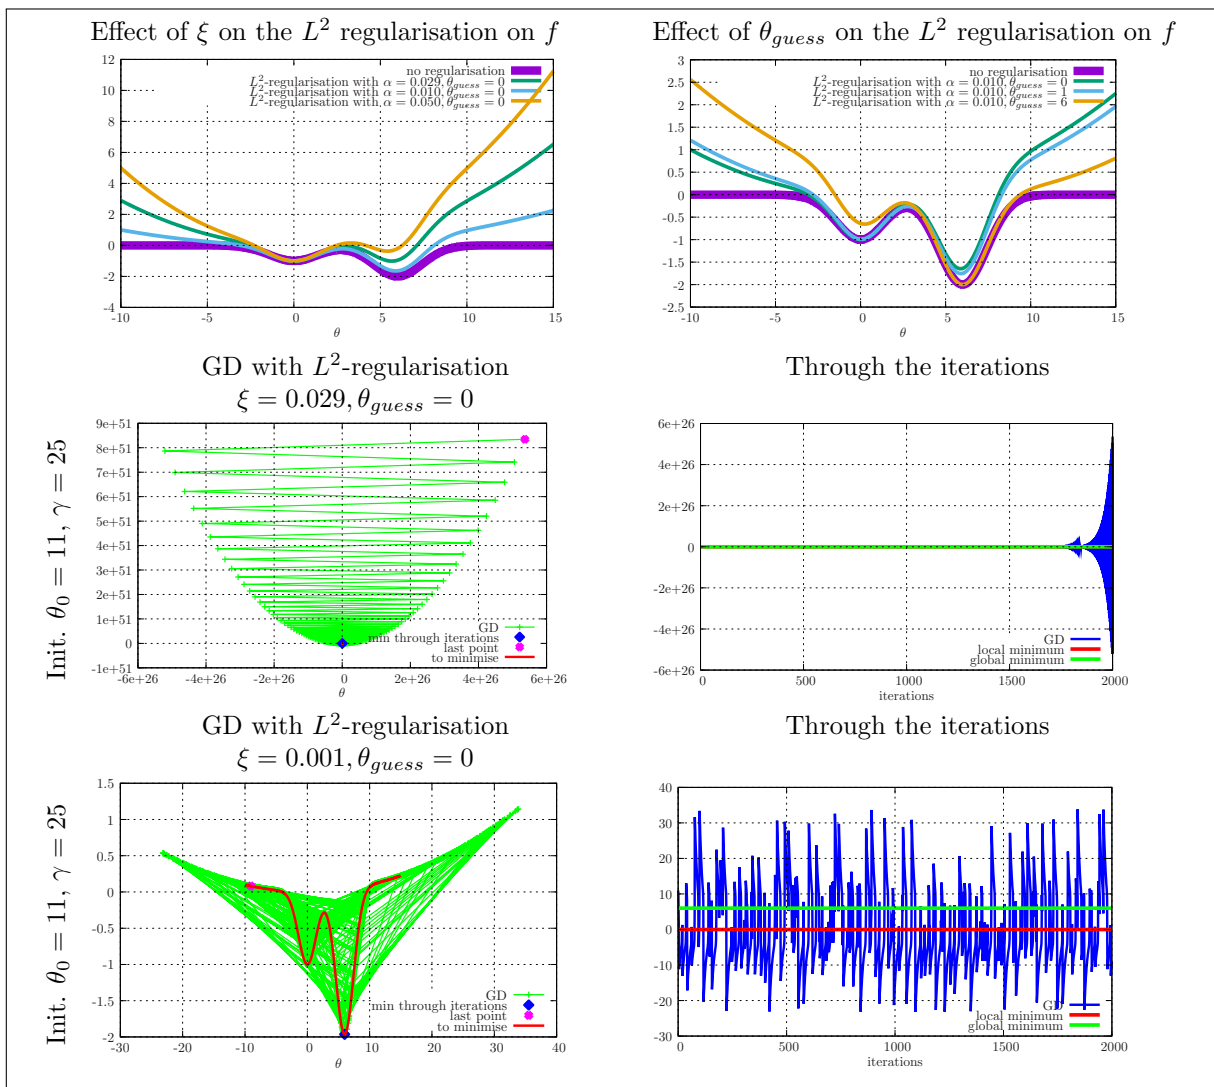 Effect of ξ on the L² regularisation on f
no regularisation
L²-regularisation with α = 0.029, θguess = 0
L²-regularisation with α = 0.010, θguess = 0
L²-regularisation with α = 0.050, θguess = 0
12
10
8
6
4
2
0
-2
-4
-10 -5 0 5 10 15
θ
Effect of θguess on the L² regularisation on f
no regularisation
L²-regularisation with α = 0.010, θguess = 0
L²-regularisation with α = 0.010, θguess = 1
L²-regularisation with α = 0.010, θguess = 6
3
2.5
2
1.5
1
0.5
0
-0.5
-1
-1.5
-2
-2.5
-10 -5 0 5 10 15
θ
Init. θ₀ = 11, γ = 25
GD with L²-regularisation
ξ = 0.029, θguess = 0
9e+51
8e+51
7e+51
6e+51
5e+51
4e+51
3e+51
2e+51
1e+51
0
-1e+51
GD
min through iterations
last point
to minimise
-6e+26 -4e+26 -2e+26 0 2e+26 4e+26 6e+26
θ
Through the iterations
6e+26
4e+26
2e+26
0
-2e+26
-4e+26
-6e+26
GD
local minimum
global minimum
0 500 1000 1500 2000
iterations
Init. θ₀ = 11, γ = 25
GD with L²-regularisation
ξ = 0.001, θguess = 0
1.5
1
0.5
0
-0.5
-1
-1.5
-2
GD
min through iterations
last point
to minimise
-30 -20 -10 0 10 20 30 40
θ
Through the iterations
40
30
20
10
0
-10
-20
-30
GD
local minimum
global minimum
0 500 1000 1500 2000
iterations